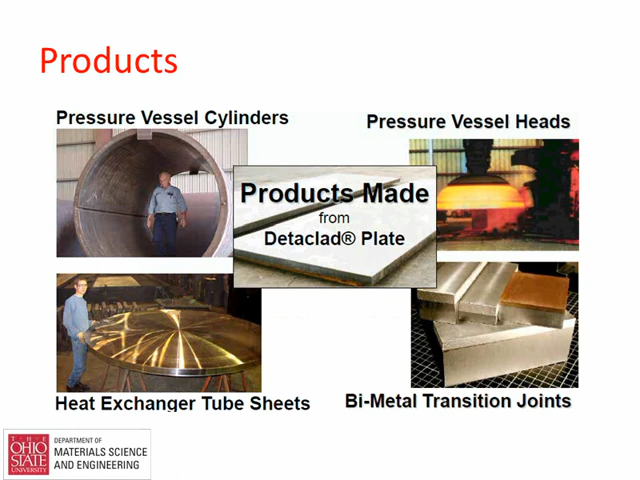 Products
Pressure Vessel Cylinders
Pressure Vessel Heads
Products Made
from
Detaclad® Plate
Heat Exchanger Tube Sheets
Bi-Metal Transition Joints
T · H · E
OHIO
STATE
UNIVERSITY
DEPARTMENT OF
MATERIALS SCIENCE
AND ENGINEERING